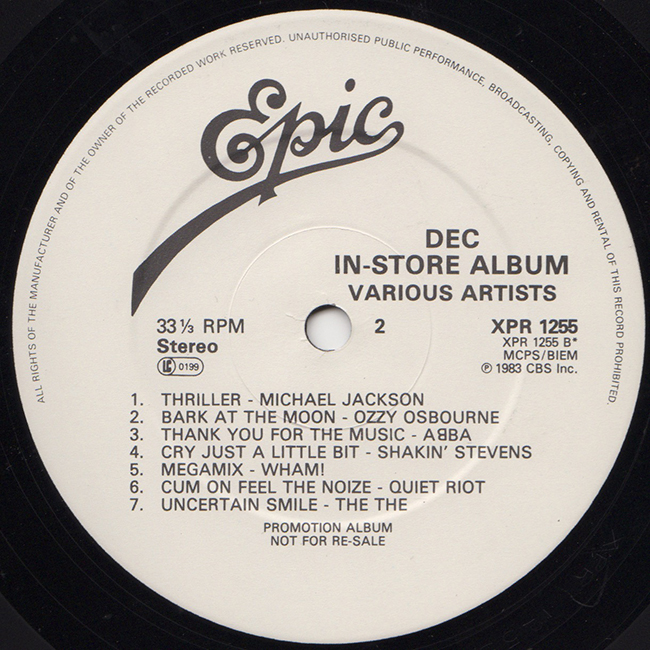 ALL RIGHTS OF THE MANUFACTURER AND OF THE OWNER OF THE RECORDED WORK RESERVED. UNAUTHORISED PUBLIC PERFORMANCE, BROADCASTING, COPYING AND RENTAL OF THIS RECORD PROHIBITED.
Epic
DEC
IN-STORE ALBUM
VARIOUS ARTISTS
33⅓ RPM 2 XPR 1255
Stereo XPR 1255 B*
LC 0199 MCPS/BIEM
℗ 1983 CBS Inc.
1. THRILLER - MICHAEL JACKSON
2. BARK AT THE MOON - OZZY OSBOURNE
3. THANK YOU FOR THE MUSIC - AᗺBA
4. CRY JUST A LITTLE BIT - SHAKIN' STEVENS
5. MEGAMIX - WHAM!
6. CUM ON FEEL THE NOIZE - QUIET RIOT
7. UNCERTAIN SMILE - THE THE
PROMOTION ALBUM
NOT FOR RE-SALE